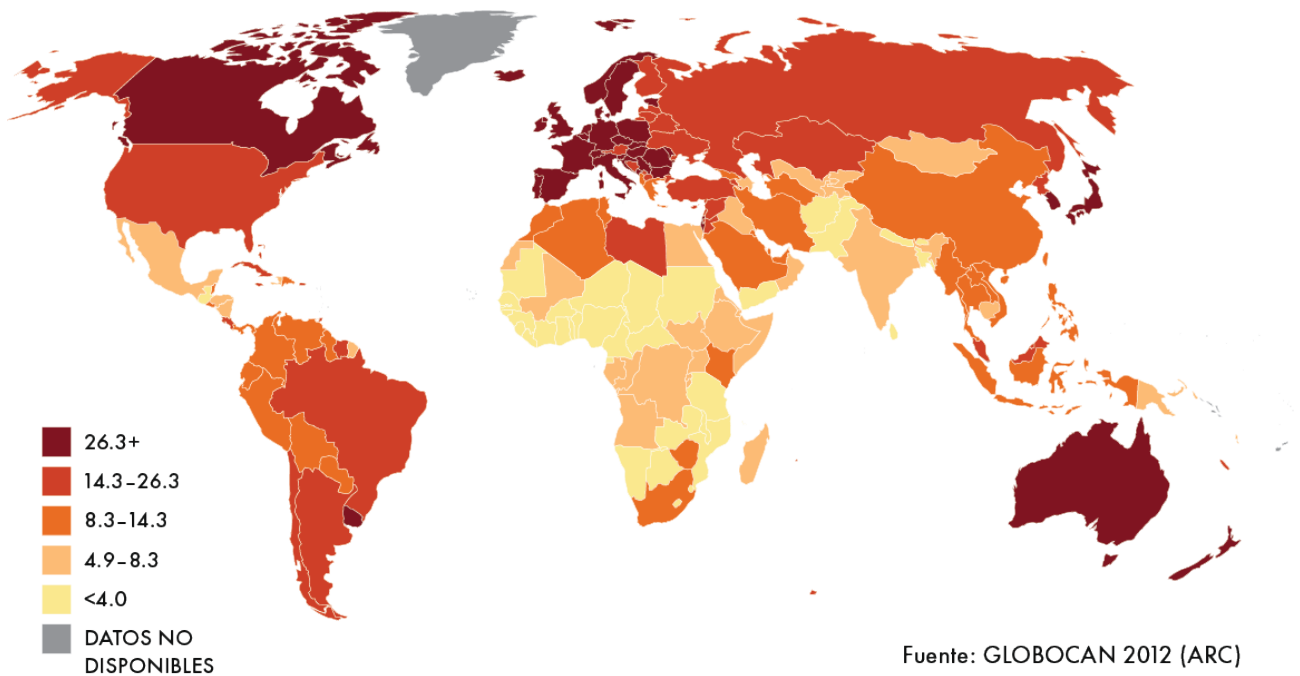 26.3+
14.3–26.3
8.3–14.3
4.9–8.3
<4.0
DATOS NO
DISPONIBLES
Fuente: GLOBOCAN 2012 (ARC)